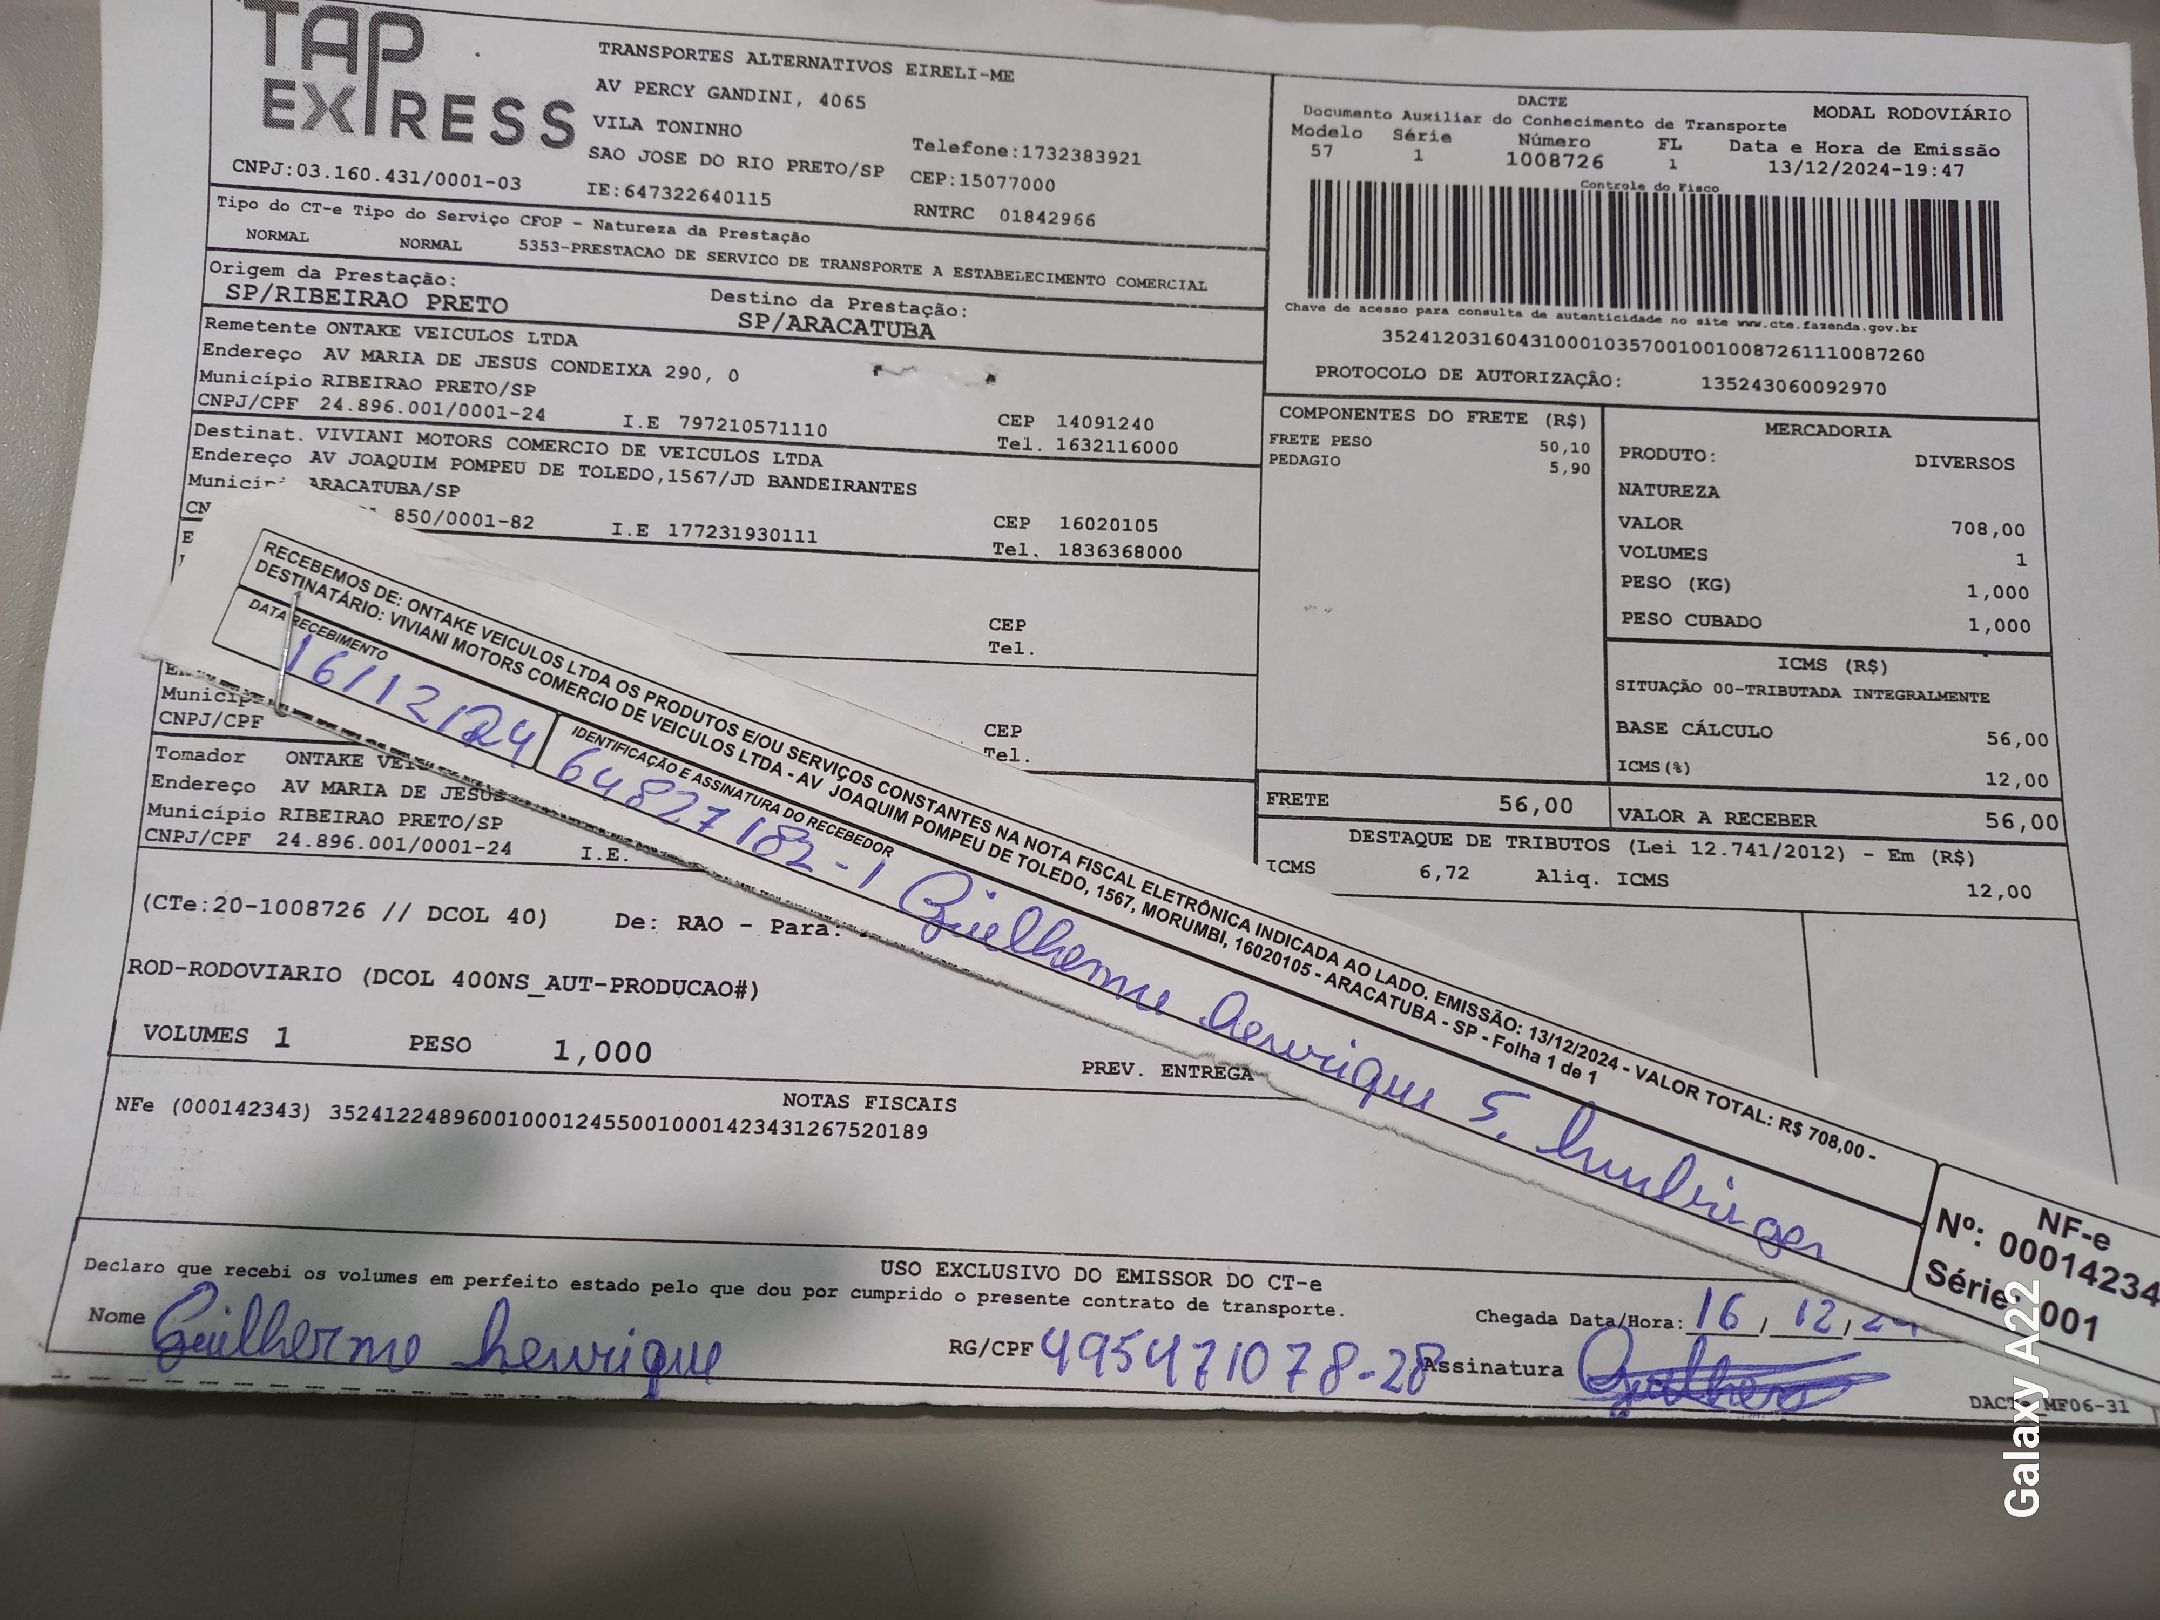 TAP
EXPRESS
TRANSPORTES ALTERNATIVOS EIRELI-ME
AV PERCY GANDINI, 4065
VILA TONINHO
SAO JOSE DO RIO PRETO/SP
Telefone:1732383921
CEP:15077000
CNPJ:03.160.431/0001-03
IE:647322640115
RNTRC 01842966
DACTE
Documento Auxiliar do Conhecimento de Transporte
MODAL RODOVIÁRIO
Modelo Série Número FL Data e Hora de Emissão
57 1 1008726 1 13/12/2024-19:47
Controle do Fisco
Chave de acesso para consulta de autenticidade no site www.cte.fazenda.gov.br
35241203160431000103570010010087261110087260
PROTOCOLO DE AUTORIZAÇÃO: 135243060092970
Tipo do CT-e Tipo do Serviço CFOP - Natureza da Prestação
NORMAL NORMAL 5353-PRESTACAO DE SERVICO DE TRANSPORTE A ESTABELECIMENTO COMERCIAL
Origem da Prestação: Destino da Prestação:
SP/RIBEIRAO PRETO SP/ARACATUBA
Remetente ONTAKE VEICULOS LTDA
Endereço AV MARIA DE JESUS CONDEIXA 290, 0
Município RIBEIRAO PRETO/SP CEP 14091240
CNPJ/CPF 24.896.001/0001-24 I.E 797210571110 Tel. 1632116000
Destinat. VIVIANI MOTORS COMERCIO DE VEICULOS LTDA
Endereço AV JOAQUIM POMPEU DE TOLEDO,1567/JD BANDEIRANTES
ARACATUBA/SP CEP 16020105
850/0001-82 I.E 177231930111 Tel. 1836368000
CEP
Tel.
CEP
Tel.
CNPJ/CPF
Tomador ONTAKE
Endereço AV MARIA DE JESUS
Município RIBEIRAO PRETO/SP
CNPJ/CPF 24.896.001/0001-24 I.E.
COMPONENTES DO FRETE (R$)
FRETE PESO 50,10
PEDAGIO 5,90
MERCADORIA
PRODUTO: DIVERSOS
NATUREZA
VALOR 708,00
VOLUMES 1
PESO (KG) 1,000
PESO CUBADO 1,000
ICMS (R$)
SITUAÇÃO 00-TRIBUTADA INTEGRALMENTE
BASE CÁLCULO 56,00
ICMS(%) 12,00
FRETE 56,00 VALOR A RECEBER 56,00
DESTAQUE DE TRIBUTOS (Lei 12.741/2012) - Em (R$)
ICMS 6,72 Aliq. ICMS 12,00
(CTe:20-1008726 // DCOL 40) De: RAO - Para:
ROD-RODOVIARIO (DCOL 400NS_AUT-PRODUCAO#)
VOLUMES 1 PESO 1,000 PREV. ENTREGA
NOTAS FISCAIS
NFe (000142343) 35241224896001000124550010001423431267520189
RECEBEMOS DE: ONTAKE VEICULOS LTDA OS PRODUTOS E/OU SERVIÇOS CONSTANTES NA NOTA FISCAL ELETRÔNICA INDICADA AO LADO. EMISSÃO: 13/12/2024 - VALOR TOTAL: R$ 708,00 -
DESTINATÁRIO: VIVIANI MOTORS COMERCIO DE VEICULOS LTDA - AV JOAQUIM POMPEU DE TOLEDO, 1567, MORUMBI, 16020105 - ARACATUBA - SP - Folha 1 de 1
DATA RECEBIMENTO IDENTIFICAÇÃO E ASSINATURA DO RECEBEDOR
16/12/24 64827182-1 Guilherme Henrique S.
NF-e
Nº: 00014234
Série: 001
USO EXCLUSIVO DO EMISSOR DO CT-e
Declaro que recebi os volumes em perfeito estado pelo que dou por cumprido o presente contrato de transporte.
Chegada Data/Hora: 16 / 12 / 24
Nome Guilherme henrique RG/CPF 495471078-28 Assinatura
MF06-31
Galaxy A22